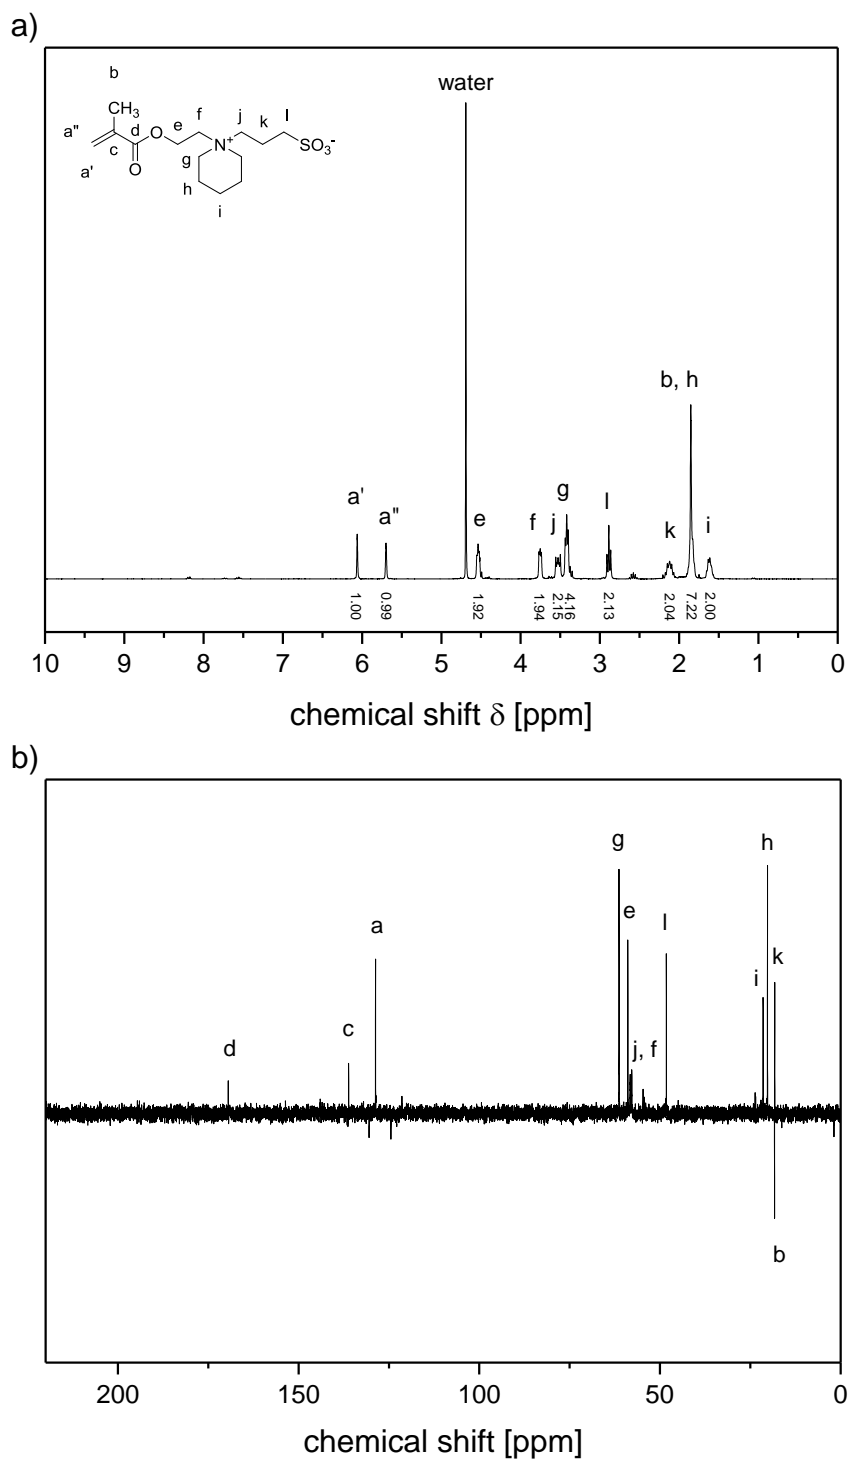 a)
water
b
CH3
a"
d
O
e
f
j
k
l
c
N+
SO3-
a'
O
g
h
i
b, h
a'
a"
e
f
j
g
l
k
i
1.00
0.99
1.92
1.94
2.15
4.16
2.13
2.04
7.22
2.00
10 9 8 7 6 5 4 3 2 1 0
chemical shift δ [ppm]
b)
g
h
e
a
l
k
i
c
d
j, f
b
200 150 100 50 0
chemical shift [ppm]